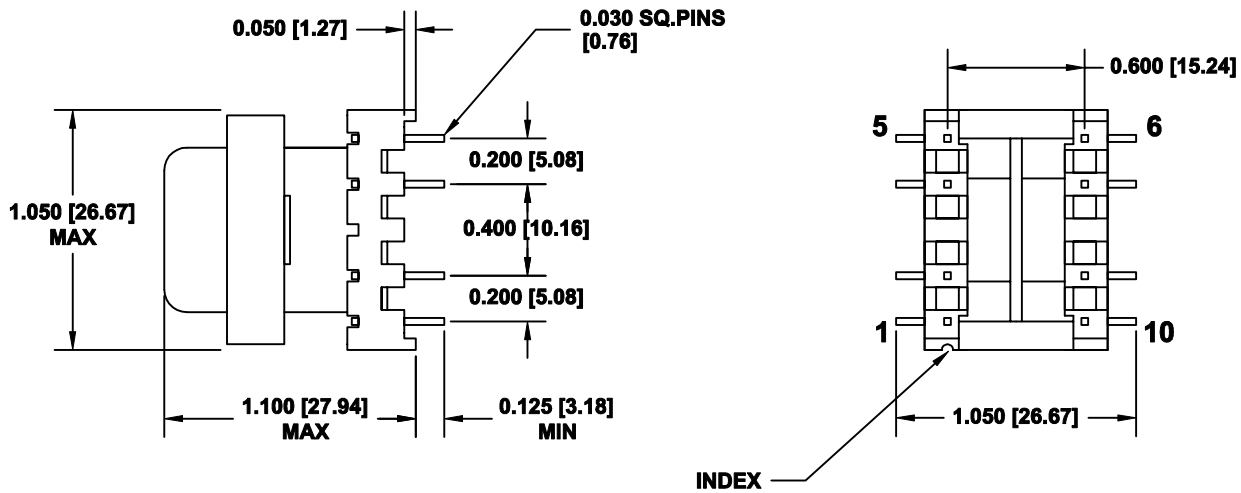 0.050 [1.27]
0.030 SQ.PINS
[0.76]
0.200 [5.08]
1.050 [26.67]
MAX
0.400 [10.16]
0.200 [5.08]
1.100 [27.94]
MAX
0.125 [3.18]
MIN
0.600 [15.24]
5
6
1
10
1.050 [26.67]
INDEX